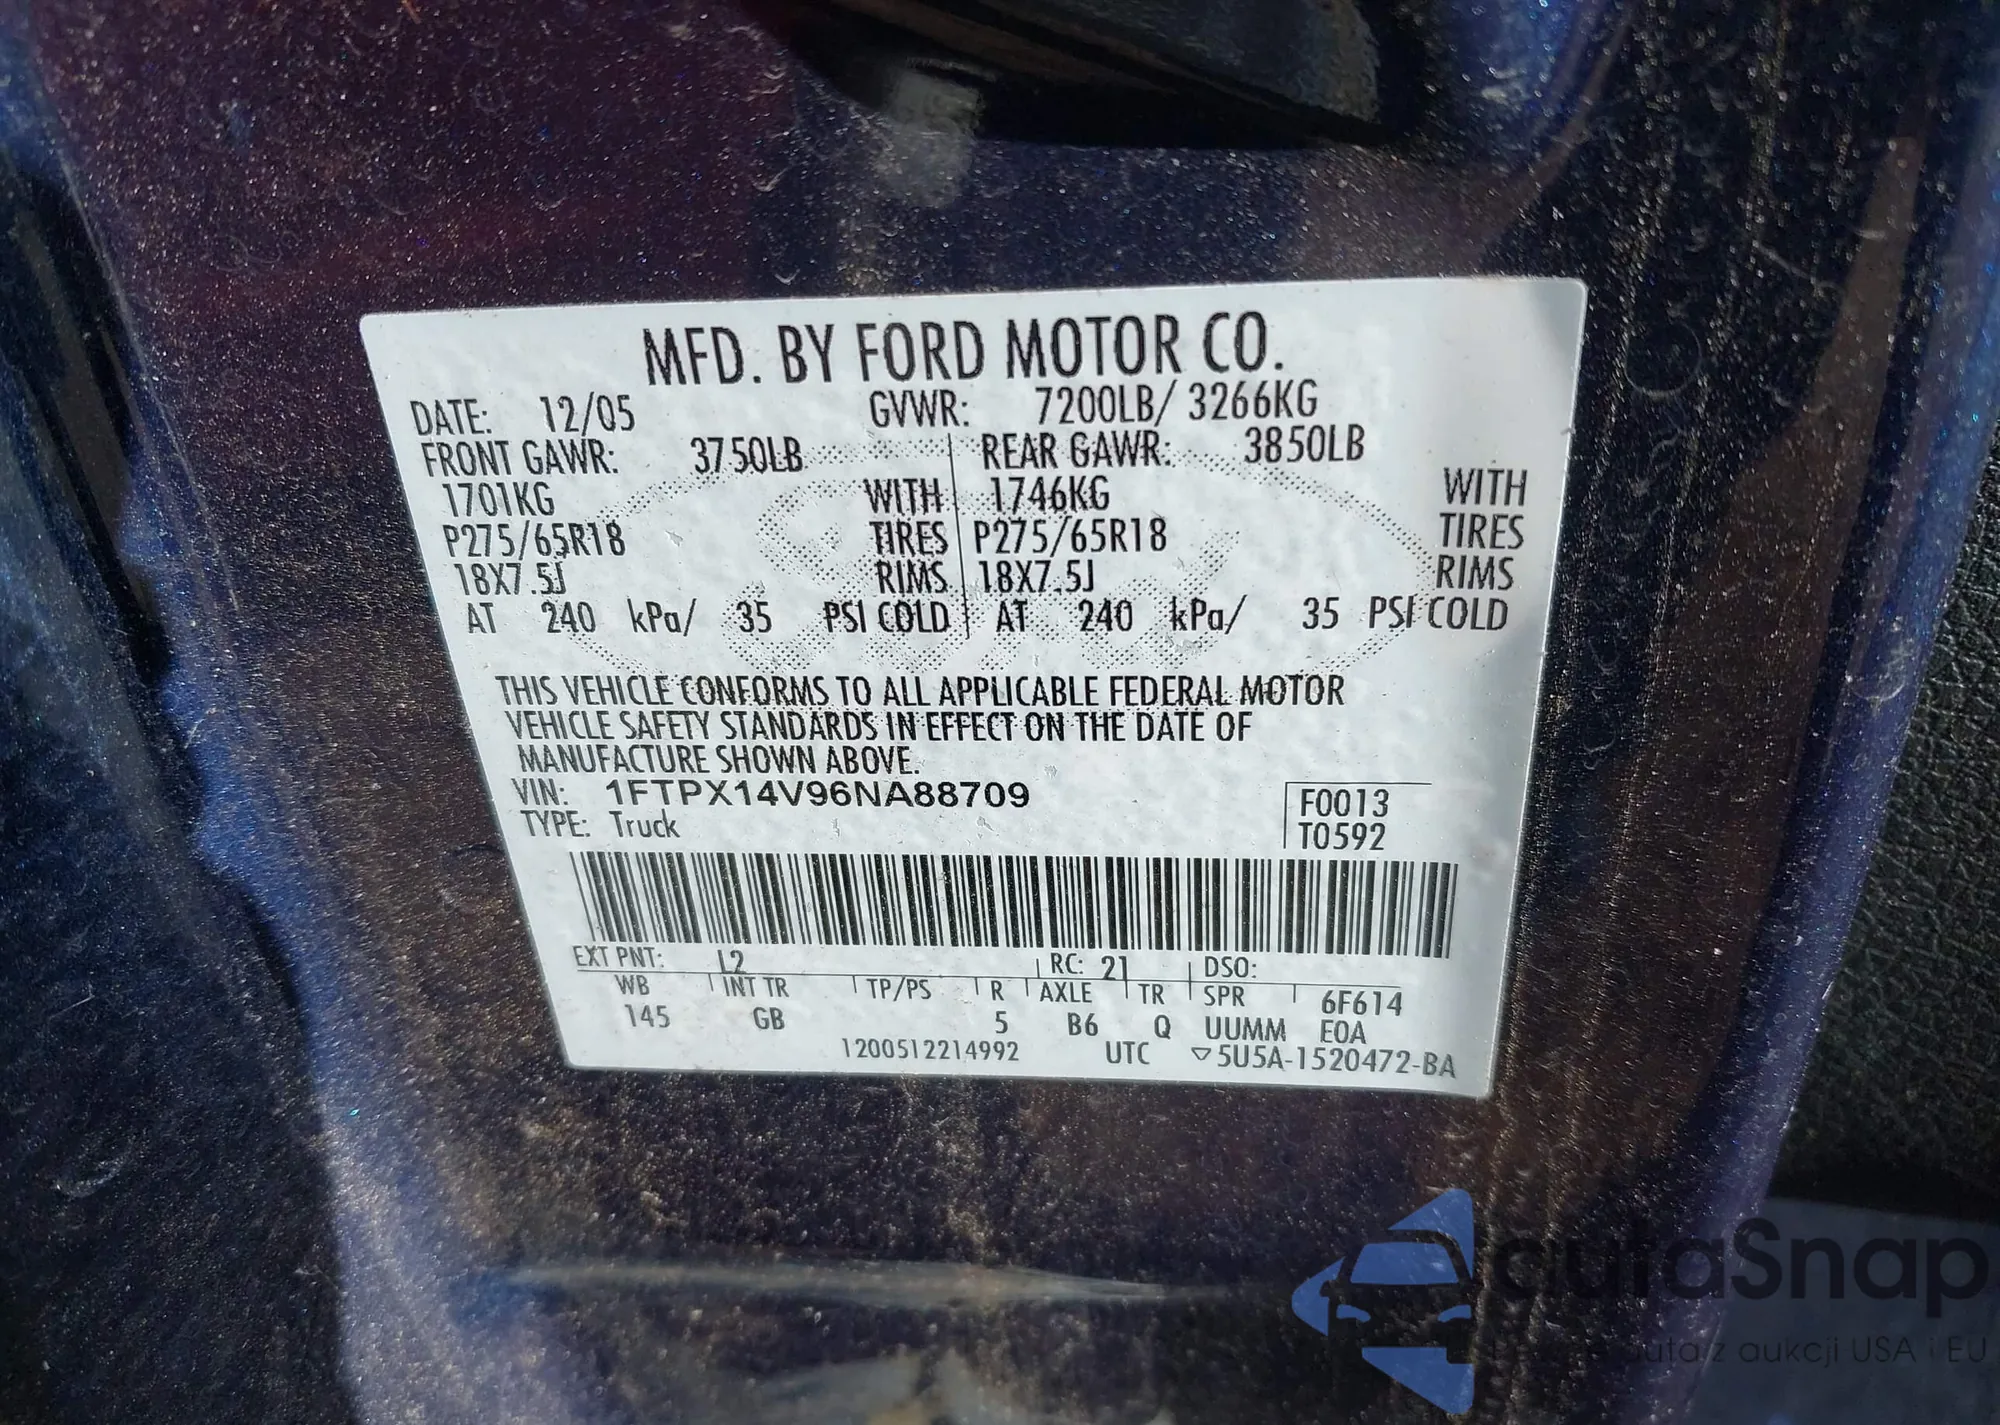 MFD. BY FORD MOTOR CO.
DATE: 12/05 GVWR: 7200LB/ 3266KG
FRONT GAWR: 3750LB REAR GAWR: 3850LB
1701KG WITH 1746KG WITH
P275/65R18 TIRES P275/65R18 TIRES
18X7.5J RIMS 18X7.5J RIMS
AT 240 kPa/ 35 PSI COLD AT 240 kPa/ 35 PSI COLD
THIS VEHICLE CONFORMS TO ALL APPLICABLE FEDERAL MOTOR
VEHICLE SAFETY STANDARDS IN EFFECT ON THE DATE OF
MANUFACTURE SHOWN ABOVE.
VIN: 1FTPX14V96NA88709 F0013
TYPE: Truck T0592
EXT PNT: L2 RC: 21 DSO:
WB INT TR TP/PS R AXLE TR SPR 6F614
145 GB 5 B6 Q UUMM E0A
1200512214992 UTC ▽5U5A-1520472-BA
autaSnap
auta z aukcji USA i EU